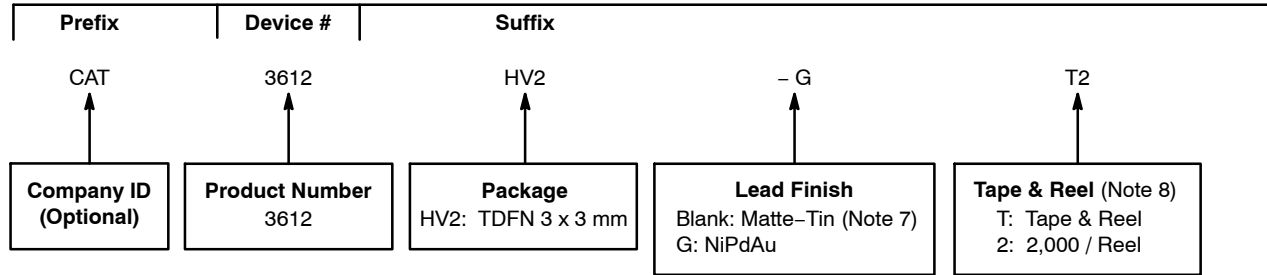 Prefix Device # Suffix
CAT 3612 HV2 – G T2
Company ID
(Optional)
Product Number
3612
Package
HV2: TDFN 3 x 3 mm
Lead Finish
Blank: Matte−Tin (Note 7)
G: NiPdAu
Tape & Reel (Note 8)
T: Tape & Reel
2: 2,000 / Reel